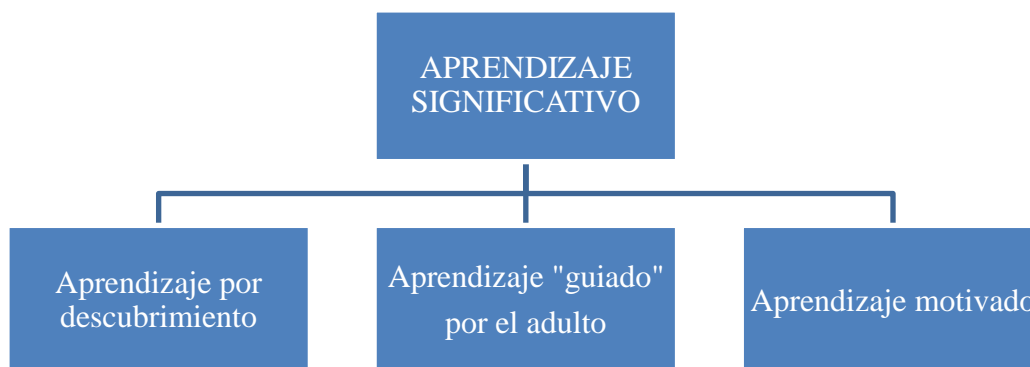 APRENDIZAJE
SIGNIFICATIVO
Aprendizaje por
descubrimiento
Aprendizaje "guiado"
por el adulto
Aprendizaje motivado